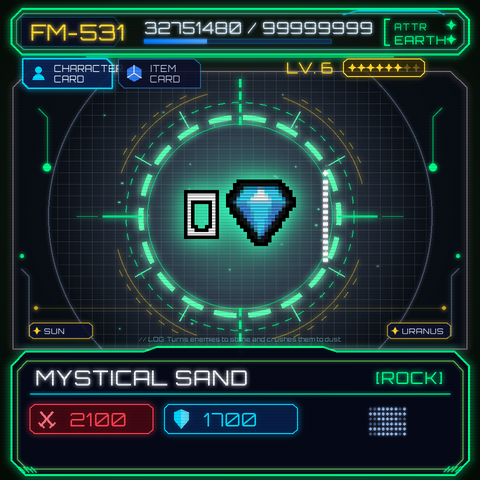 FM-531
32751480 / 99999999
ATTR
EARTH
CHARACTER
CARD
ITEM
CARD
LV. 6
SUN
URANUS
// LOG: Turns enemies to stone and crushes them to dust
MYSTICAL SAND
[ROCK]
2100
1700